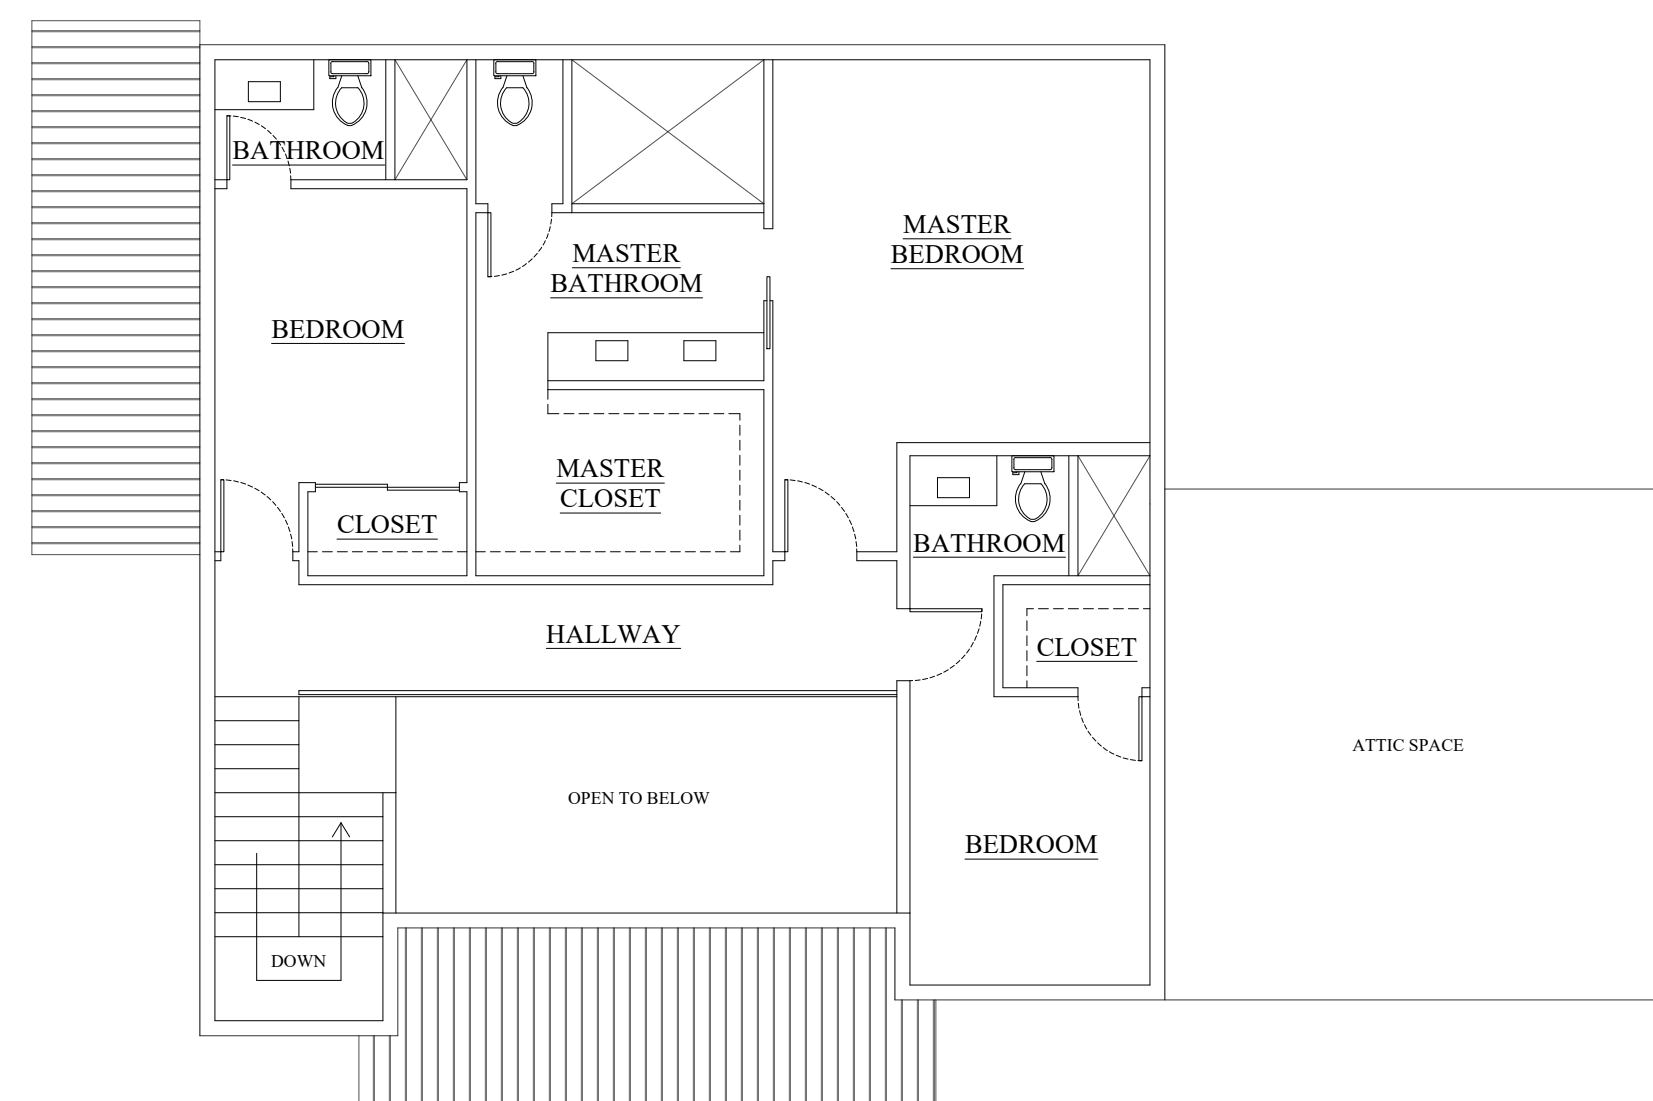 BATHROOM
MASTER
BEDROOM
MASTER
BATHROOM
BEDROOM
MASTER
CLOSET
CLOSET
BATHROOM
HALLWAY
CLOSET
ATTIC SPACE
OPEN TO BELOW
BEDROOM
DOWN